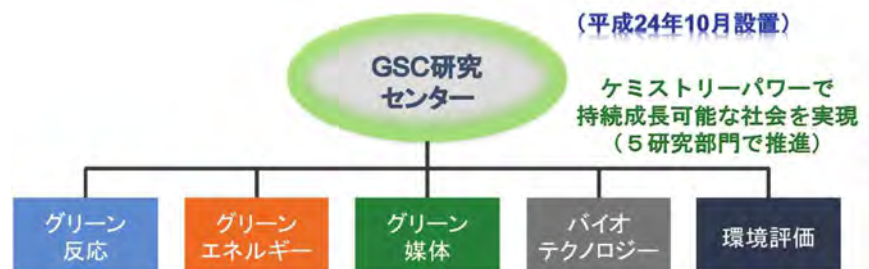 (平成24年10月設置)
GSC研究
センター
ケミストリーパワーで
持続成長可能な社会を実現
(5研究部門で推進)
グリーン
反応
グリーン
エネルギー
グリーン
媒体
バイオ
テクノロジー
環境評価